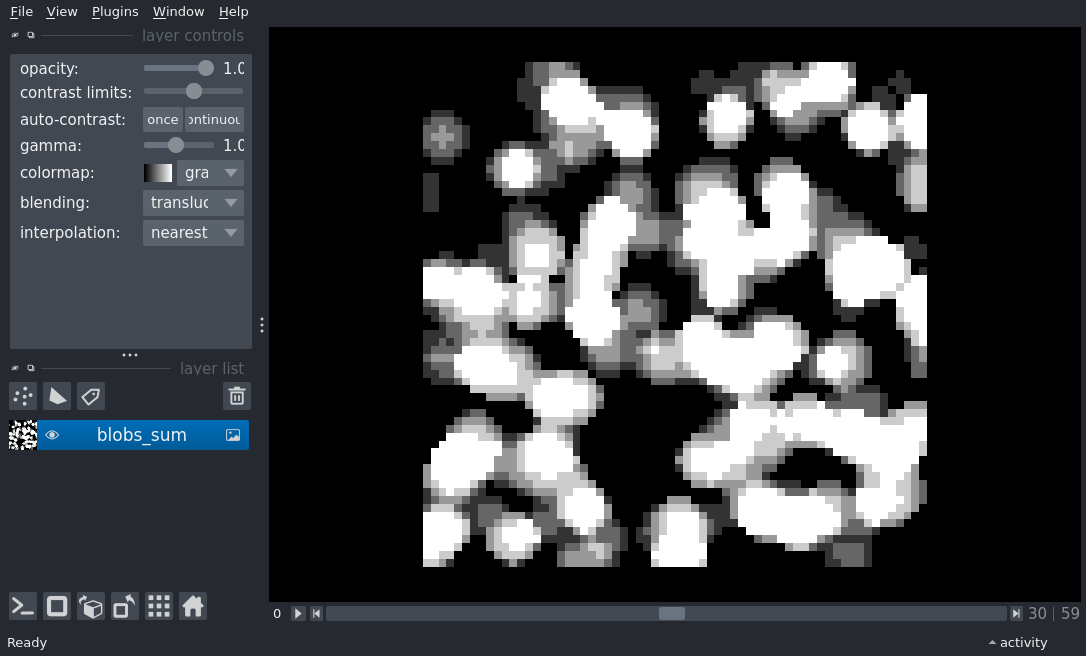 File View Plugins Window Help
layer controls
opacity: 1.0
contrast limits:
auto-contrast: once ontinuou
gamma: 1.0
colormap: gra
blending: transluc
interpolation: nearest
layer list
blobs_sum
0 30 | 59
Ready activity